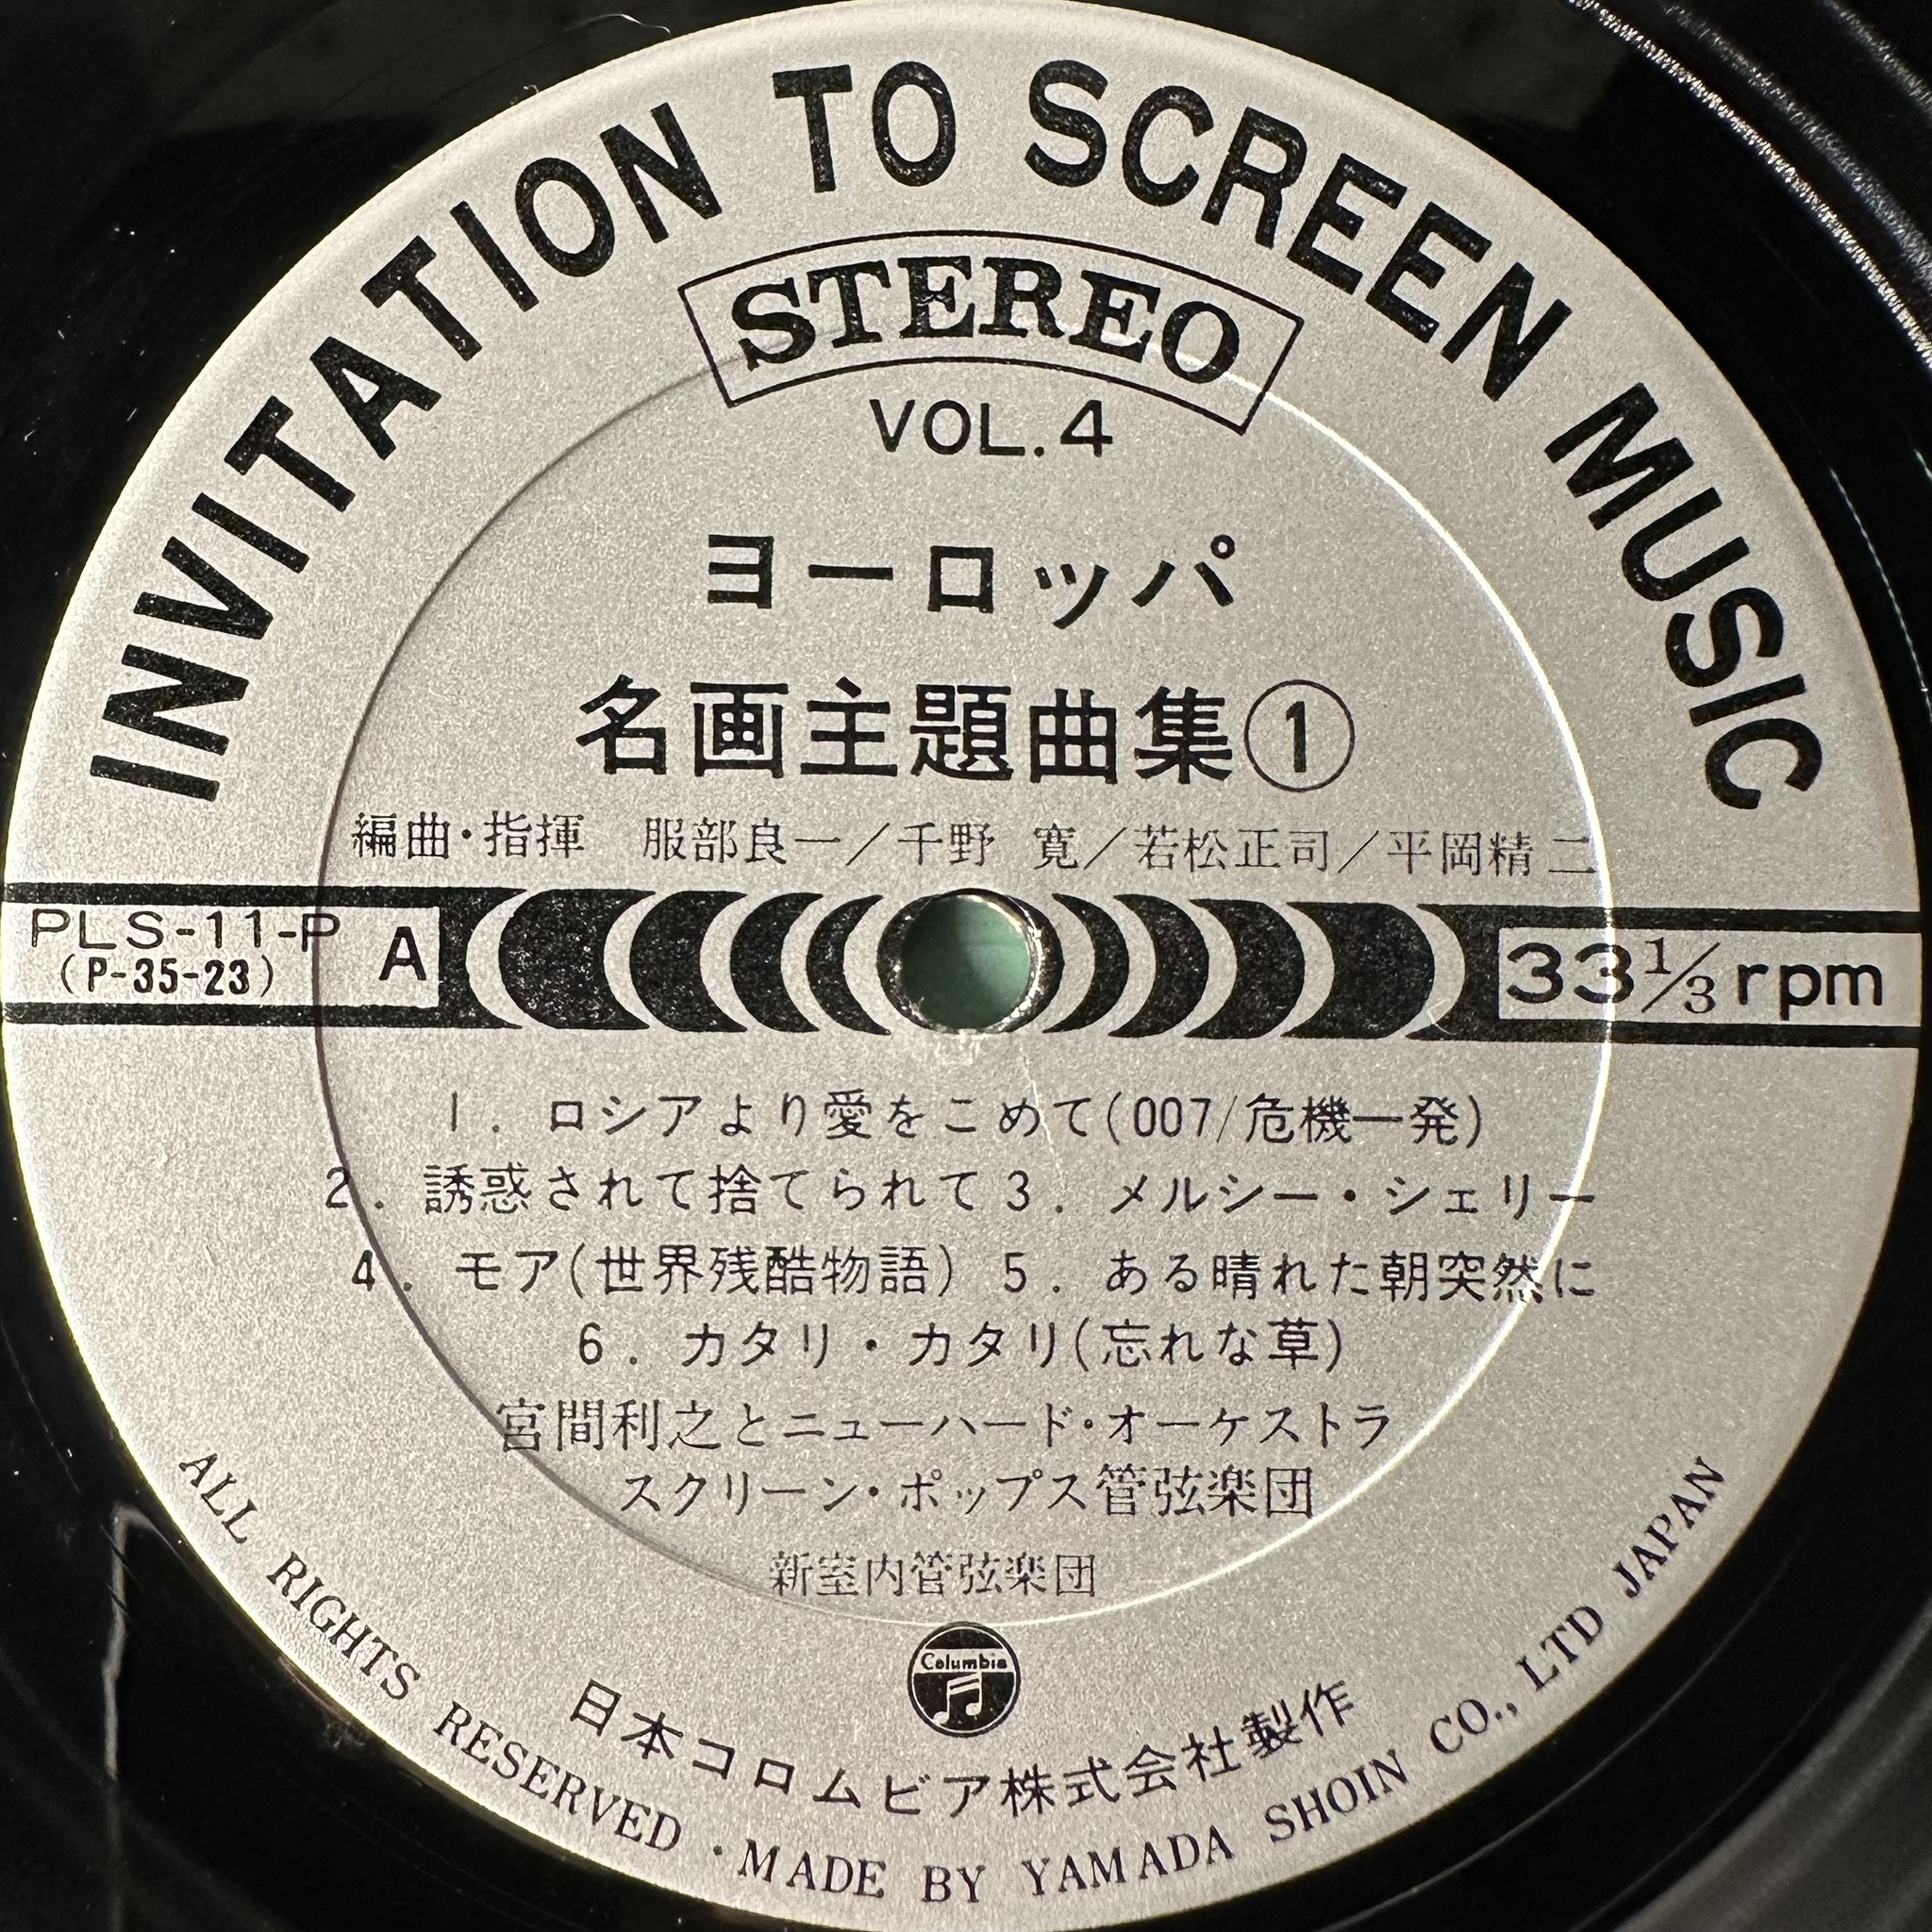 INVITATION TO SCREEN MUSIC
STEREO
VOL.4
ヨーロッパ
名画主題曲集①
編曲・指揮 服部良一/千野 寛/若松正司/平岡精二
PLS-11-P
(P-35-23)
A
33⅓rpm
1. ロシアより愛をこめて(007/危機一発)
2. 誘惑されて捨てられて 3. メルシー・シェリー
4. モア(世界残酷物語) 5. ある晴れた朝突然に
6. カタリ・カタリ(忘れな草)
宮間利之とニューハード・オーケストラ
スクリーン・ポップス管弦楽団
新室内管弦楽団
Columbia
日本コロムビア株式会社製作
ALL RIGHTS RESERVED ・MADE BY YAMADA SHOIN CO., LTD JAPAN